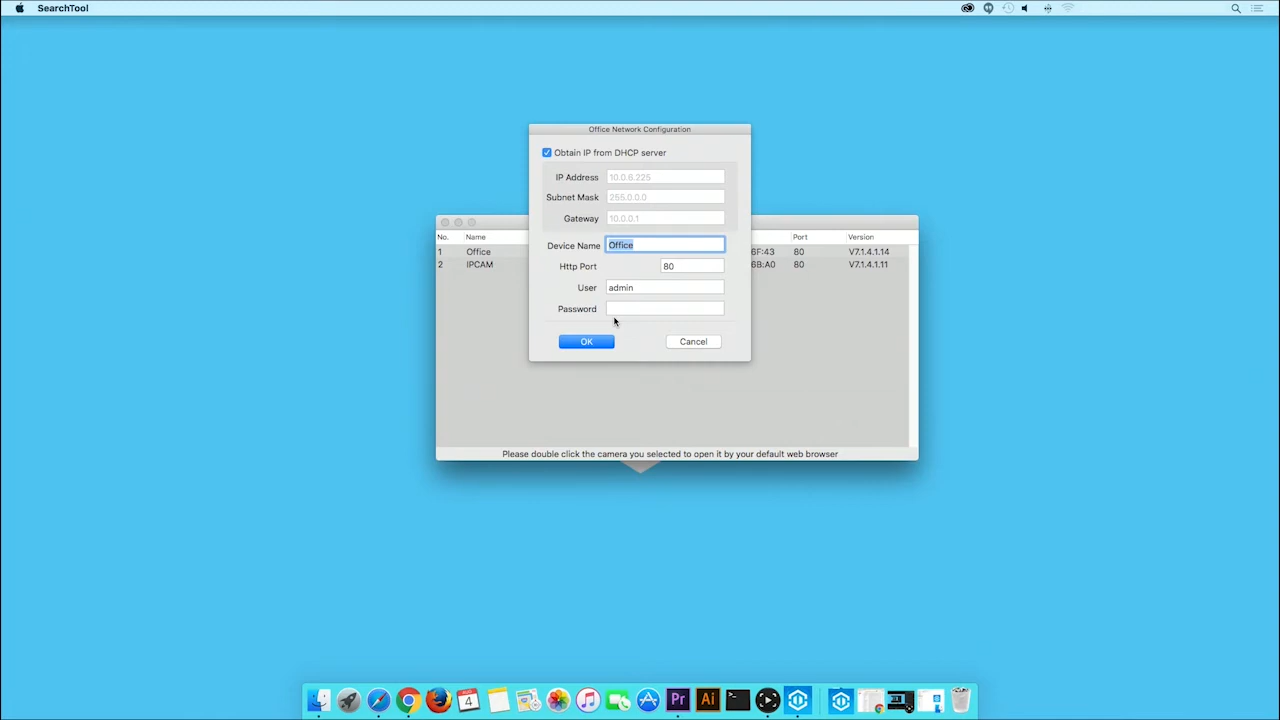 SearchTool
Office Network Configuration
Obtain IP from DHCP server
IP Address 10.0.6.225
Subnet Mask 255.0.0.0
Gateway 10.0.0.1
Device Name Office
Http Port 80
User admin
Password
OK Cancel
No. Name Port Version
1 Office 6F:43 80 V7.1.4.1.14
2 IPCAM 6B:A0 80 V7.1.4.1.11
Please double click the camera you selected to open it by your default web browser
4
Pr Ai